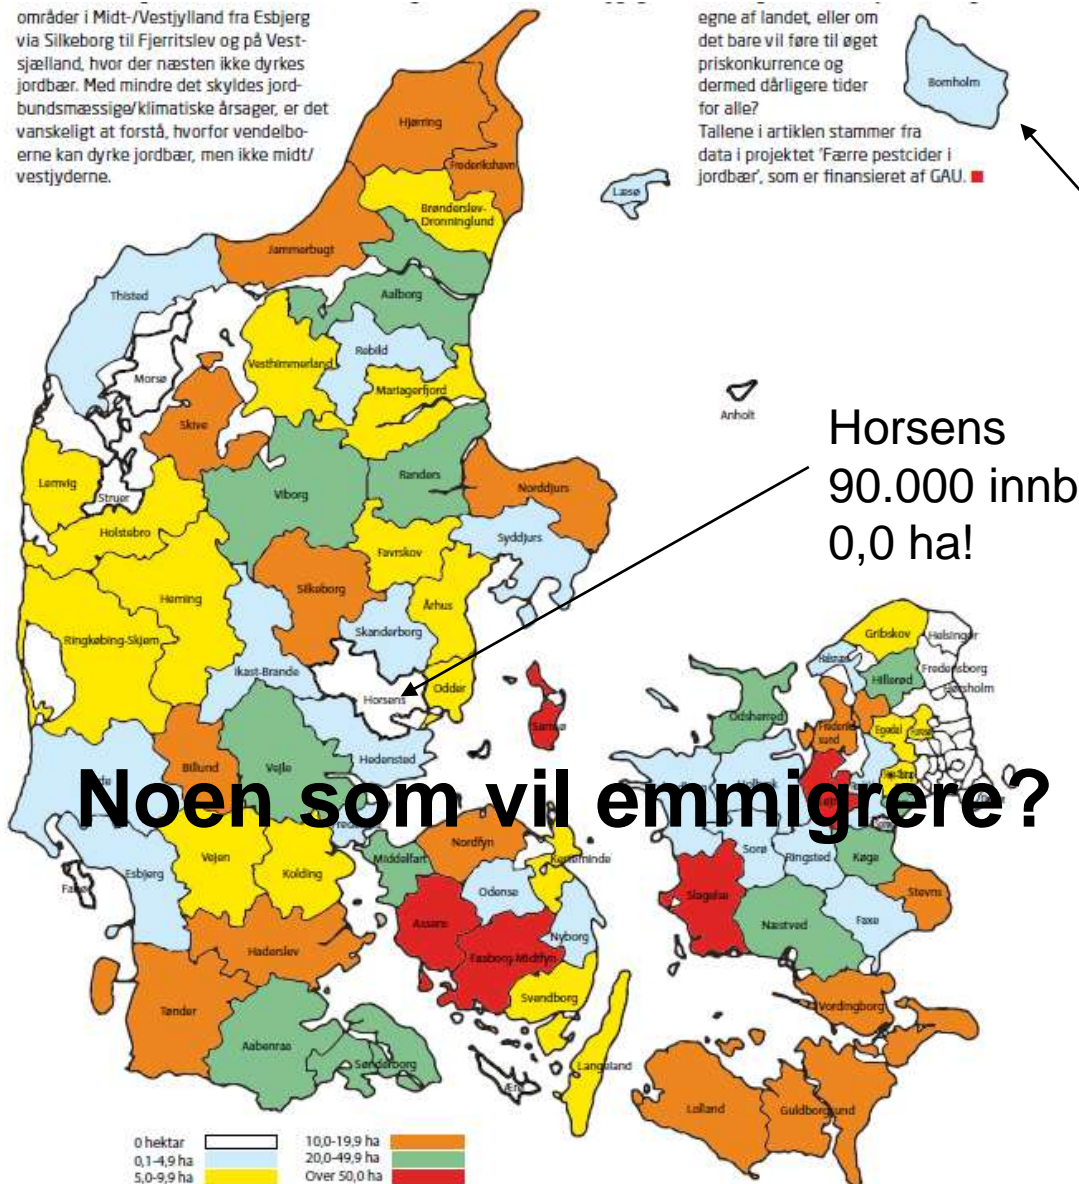 områder i Midt-/Vestjylland fra Esbjerg
via Silkeborg til Fjerritslev og på Vest-
sjælland, hvor der næsten ikke dyrkes
jordbær. Med mindre det skyldes jord-
bundsmæssige/klimatiske årsager, er det
vanskeligt at forstå, hvorfor vendelbo-
erne kan dyrke jordbær, men ikke midt/
vestjyderne.
egne af landet, eller om
det bare vil føre til øget
priskonkurrence og
dermed dårligere tider
for alle?
Tallene i artiklen stammer fra
data i projektet 'Færre pestcider i
jordbær', som er finansieret af GAU.
Bornholm
Hjørring
Frederikshavn
Læsø
Brønderslev-
Dronninglund
Jammerbugt
Thisted
Aalborg
Rebild
Vesthimmerland
Morsø
Mariagerfjord
Anholt
Skive
Horsens
90.000 innb
0,0 ha!
Lemvig
Struer
Viborg
Randers
Norddjurs
Holstebro
Favrskov
Syddjurs
Silkeborg
Herning
Århus
Skanderborg
Ringkøbing-Skjern
Ikast-Brande
Horsens
Odder
Samsø
Gribskov
Helsingør
Halsnæs
Fredensborg
Hillerød
Hørsholm
Odsherred
Frederiks
sund
Egedal
Billund
Vejle
Hedensted
Noen som vil emmigrere?
Nordfyn
Middelfart
Kerteminde
Vejen
Kolding
Esbjerg
Fanø
Odense
Sorø
Ringsted
Køge
Slagelse
Stevns
Assens
Næstved
Faxe
Nyborg
Haderslev
Faaborg-Midtfyn
Svendborg
Tønder
Vordingborg
Aabenraa
Sønderborg
Langeland
Ærø
Lolland
Guldborgsund
0 hektar
0,1-4,9 ha
5,0-9,9 ha
10,0-19,9 ha
20,0-49,9 ha
Over 50,0 ha